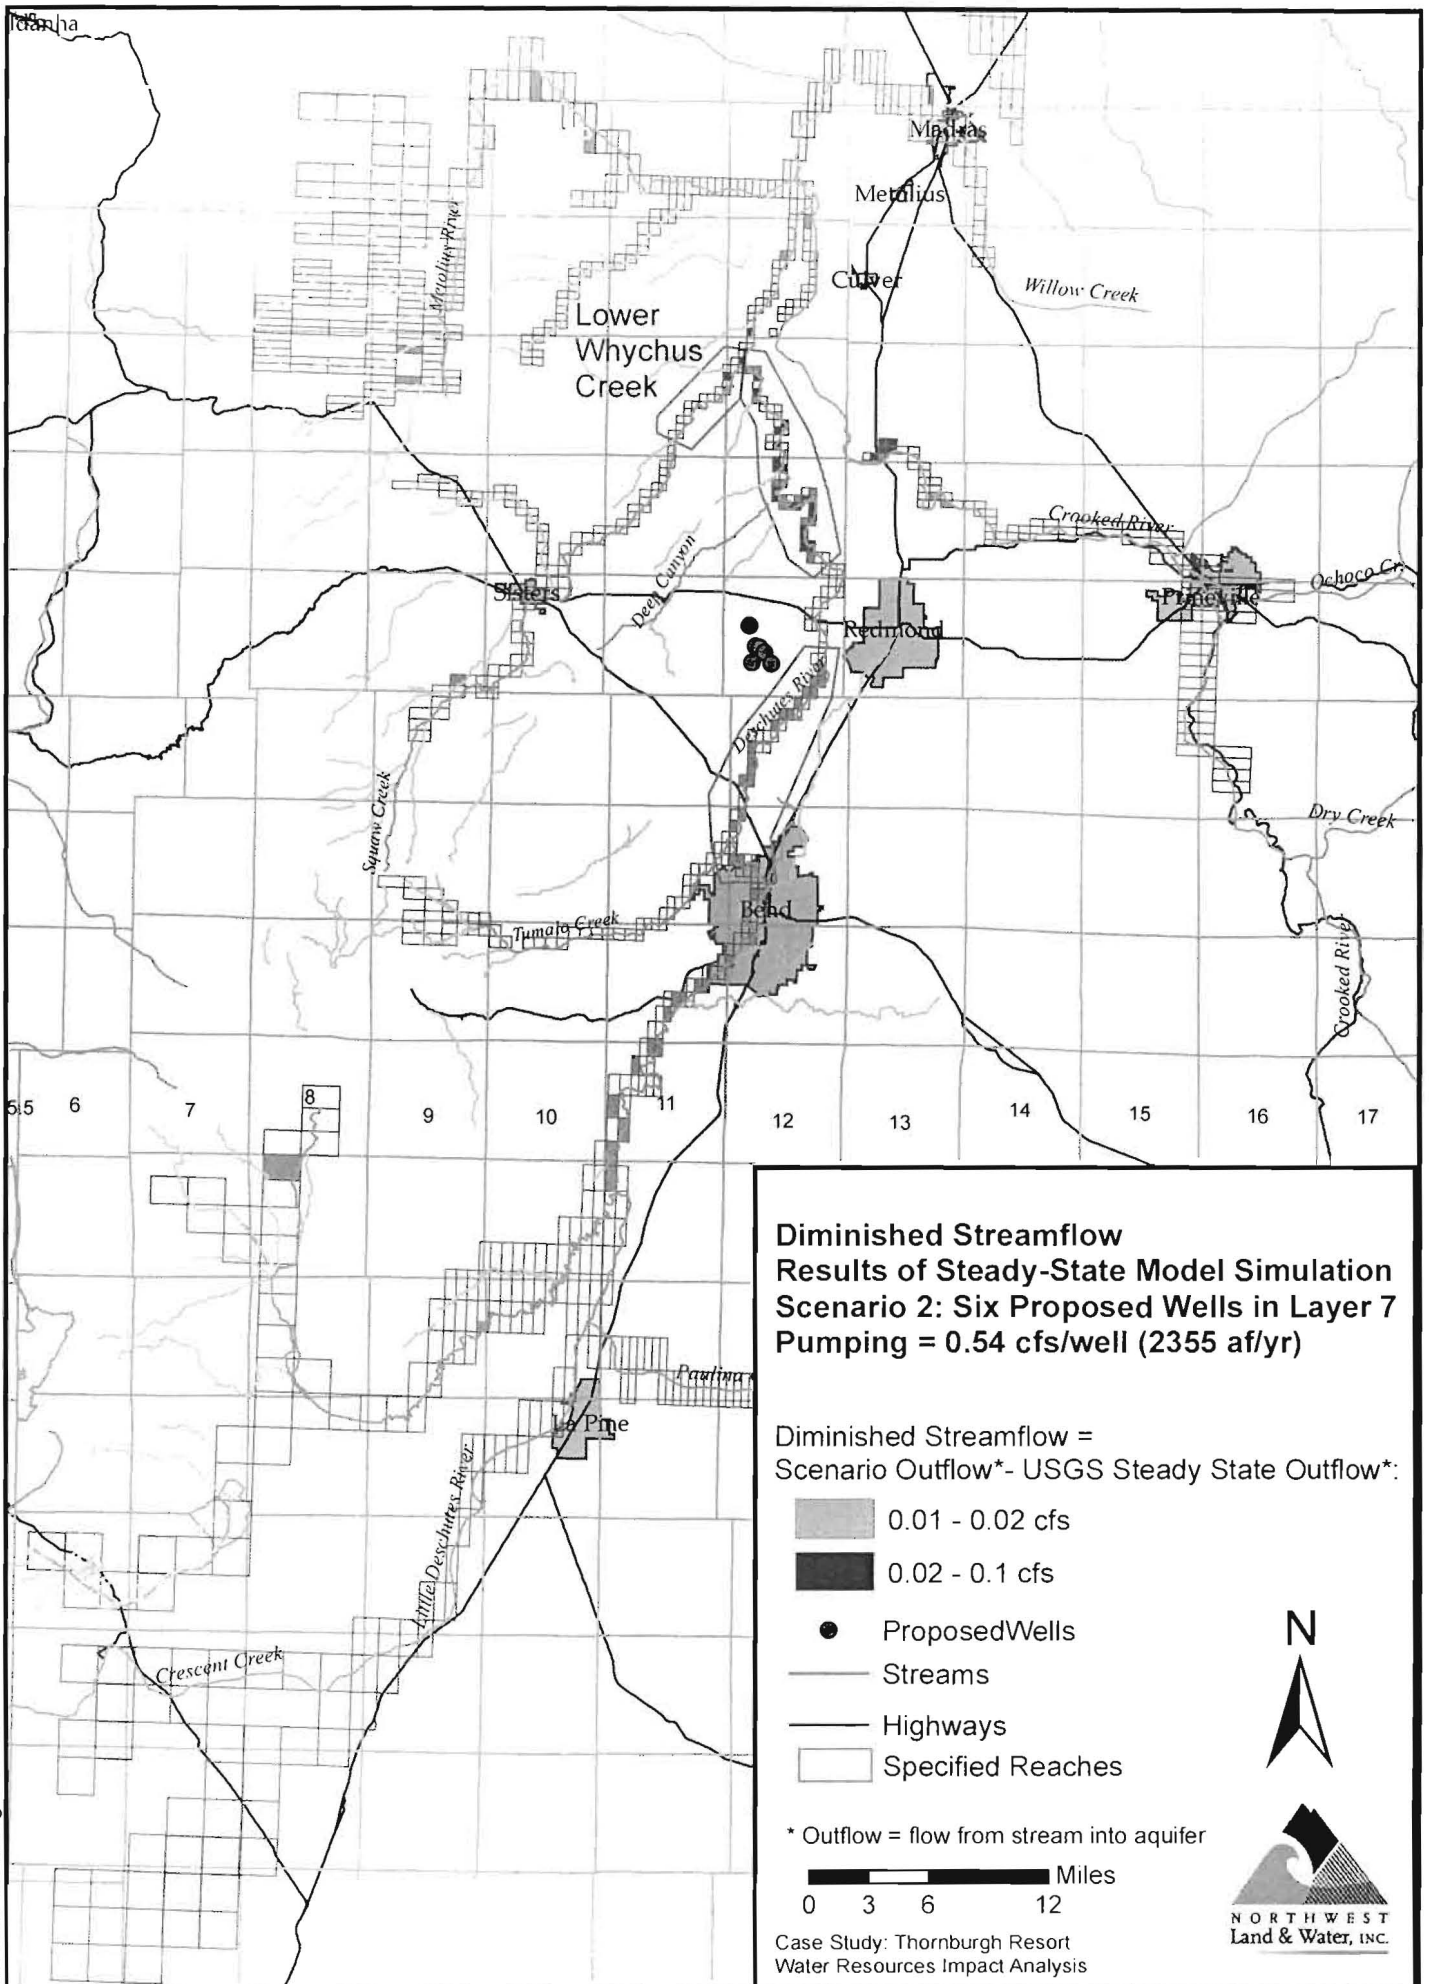 Idanha
Madras
Metolius
Metolius River
Culver
Willow Creek
Lower
Whychus
Creek
Crooked River
Ochoco Cr.
Deep Canyon
Sisters
Prineville
Redmond
Deschutes River
Squaw Creek
Dry Creek
Tumalo Creek
Bend
Crooked River
6
7
8
9
10
11
12
13
14
15
16
17
Paulina
La Pine
Little Deschutes River
Crescent Creek
Diminished Streamflow
Results of Steady-State Model Simulation
Scenario 2: Six Proposed Wells in Layer 7
Pumping = 0.54 cfs/well (2355 af/yr)
Diminished Streamflow =
Scenario Outflow*- USGS Steady State Outflow*:
0.01 - 0.02 cfs
0.02 - 0.1 cfs
ProposedWells
Streams
Highways
Specified Reaches
N
* Outflow = flow from stream into aquifer
Miles
0 3 6 12
NORTHWEST
Land & Water, INC.
Case Study: Thornburgh Resort
Water Resources Impact Analysis